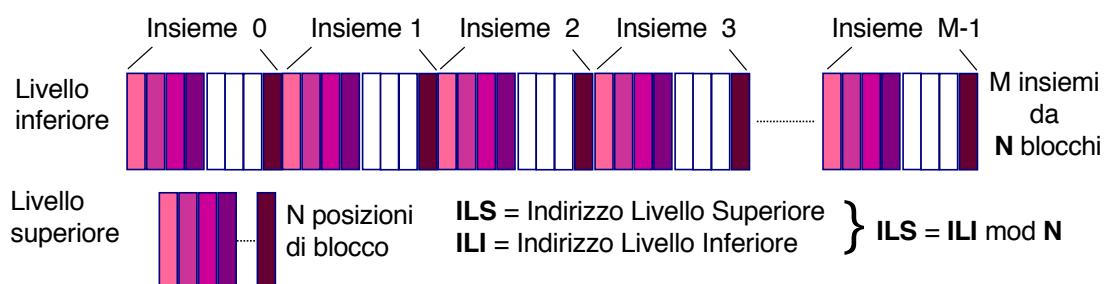 Insieme 0 Insieme 1 Insieme 2 Insieme 3 Insieme M-1
Livello
inferiore
M insiemi
da
N blocchi
Livello
superiore
N posizioni
di blocco
ILS = Indirizzo Livello Superiore
ILI = Indirizzo Livello Inferiore
} ILS = ILI mod N